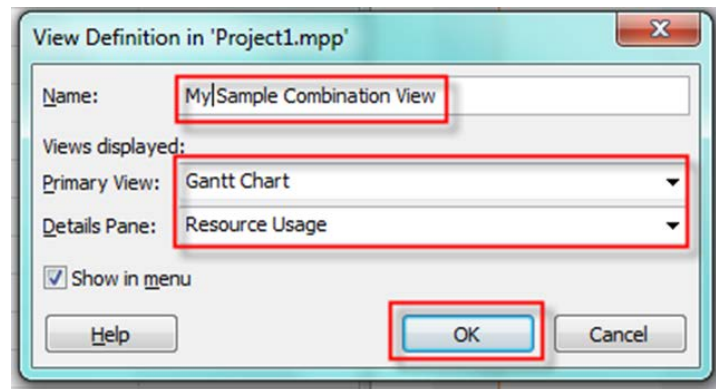 View Definition in 'Project1.mpp'
Name: My Sample Combination View
Views displayed:
Primary View: Gantt Chart
Details Pane: Resource Usage
Show in menu
Help OK Cancel